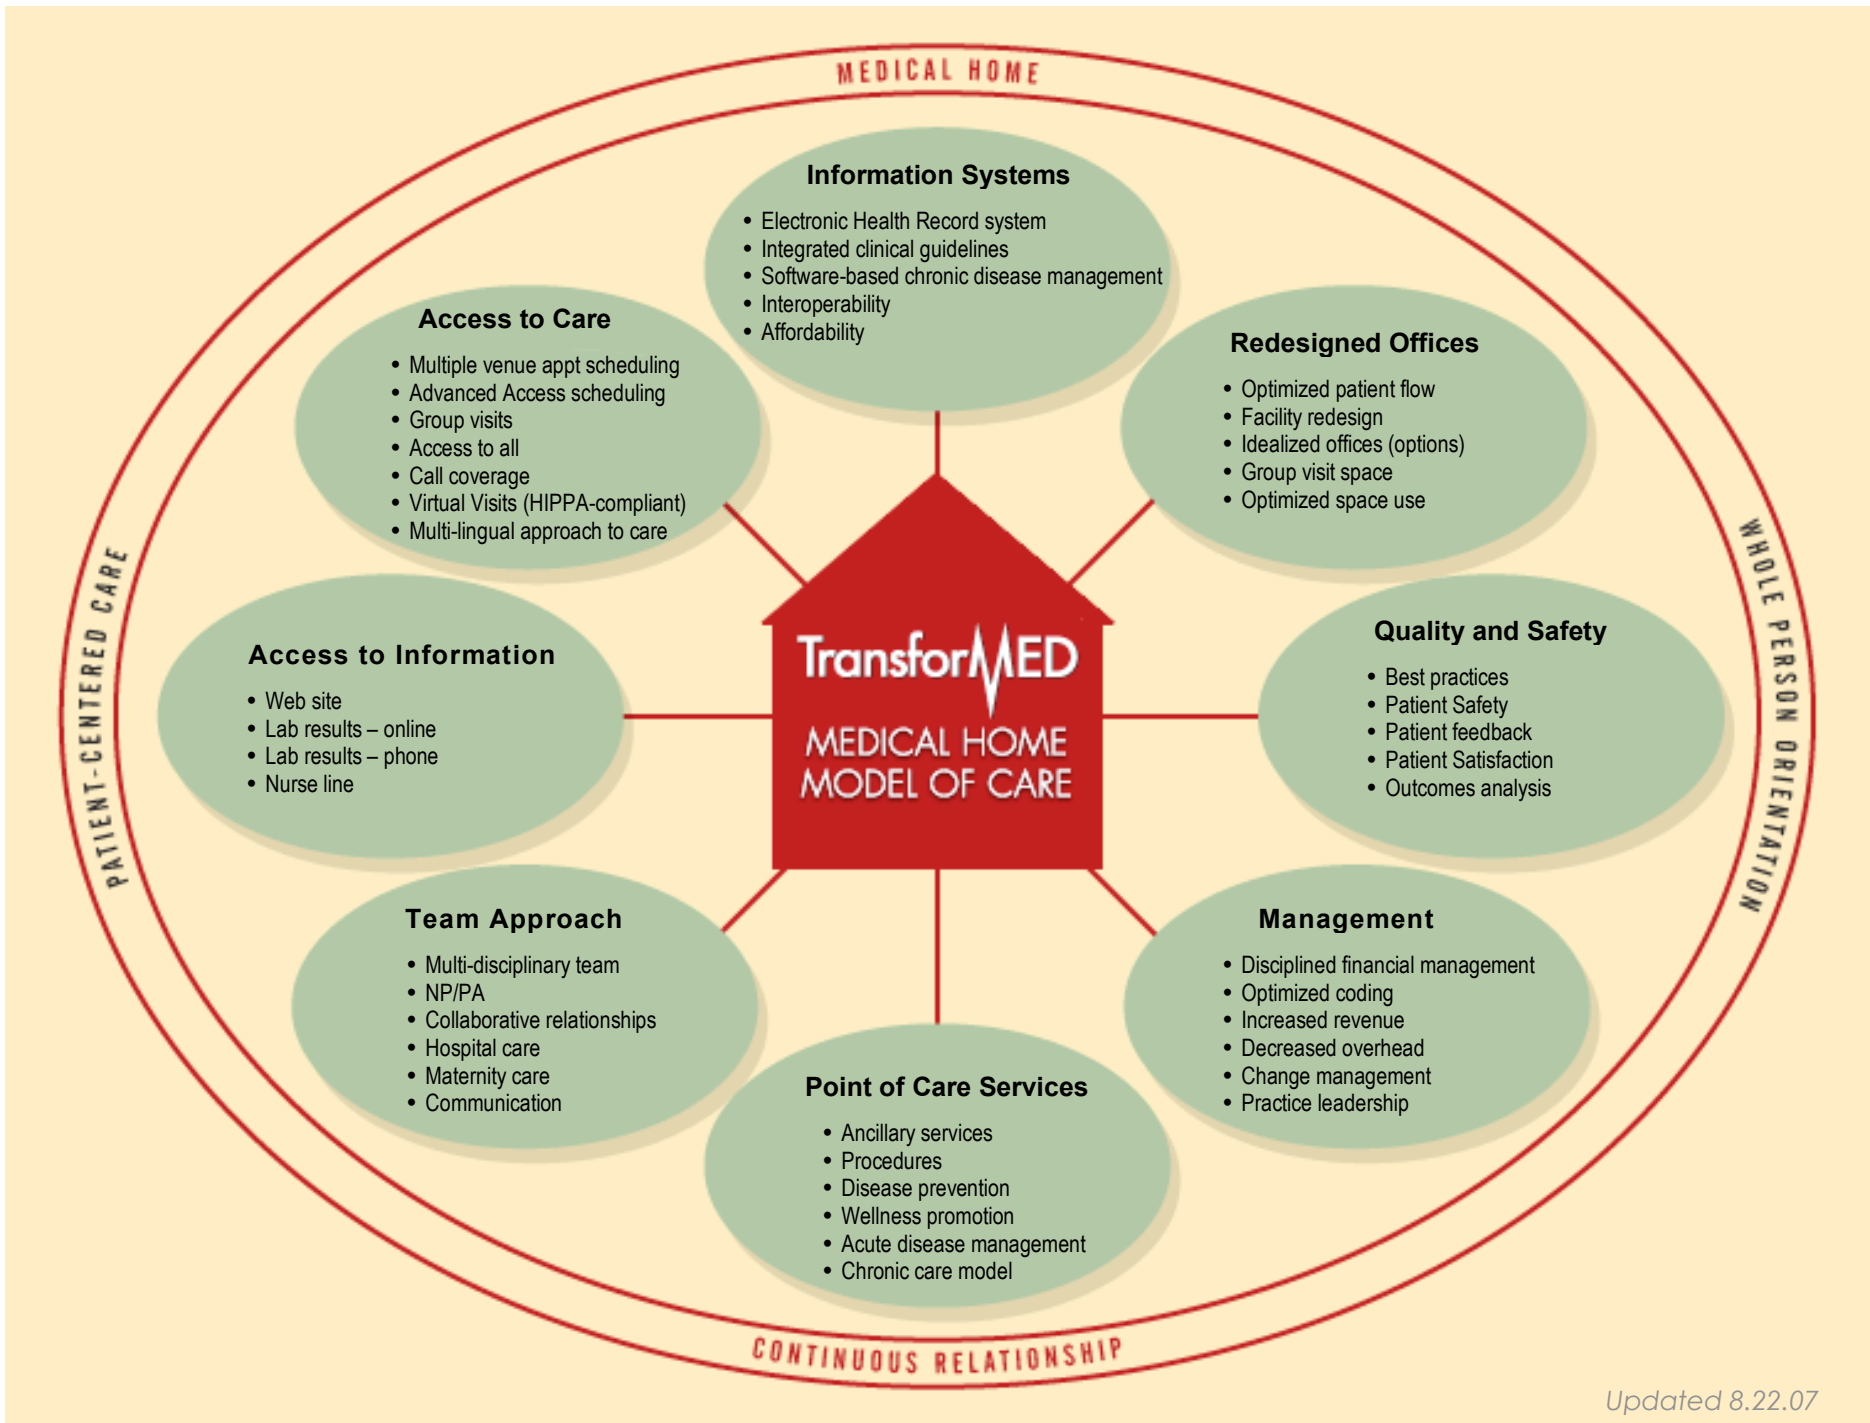 MEDICAL HOME
Information Systems
• Electronic Health Record system
• Integrated clinical guidelines
• Software-based chronic disease management
• Interoperability
• Affordability
Access to Care
• Multiple venue appt scheduling
• Advanced Access scheduling
• Group visits
• Access to all
• Call coverage
• Virtual Visits (HIPPA-compliant)
• Multi-lingual approach to care
Redesigned Offices
• Optimized patient flow
• Facility redesign
• Idealized offices (options)
• Group visit space
• Optimized space use
PATIENT-CENTERED CARE
Access to Information
• Web site
• Lab results – online
• Lab results – phone
• Nurse line
TransforMED
MEDICAL HOME
MODEL OF CARE
Quality and Safety
• Best practices
• Patient Safety
• Patient feedback
• Patient Satisfaction
• Outcomes analysis
WHOLE PERSON ORIENTATION
Team Approach
• Multi-disciplinary team
• NP/PA
• Collaborative relationships
• Hospital care
• Maternity care
• Communication
Point of Care Services
• Ancillary services
• Procedures
• Disease prevention
• Wellness promotion
• Acute disease management
• Chronic care model
Management
• Disciplined financial management
• Optimized coding
• Increased revenue
• Decreased overhead
• Change management
• Practice leadership
CONTINUOUS RELATIONSHIP
Updated 8.22.07